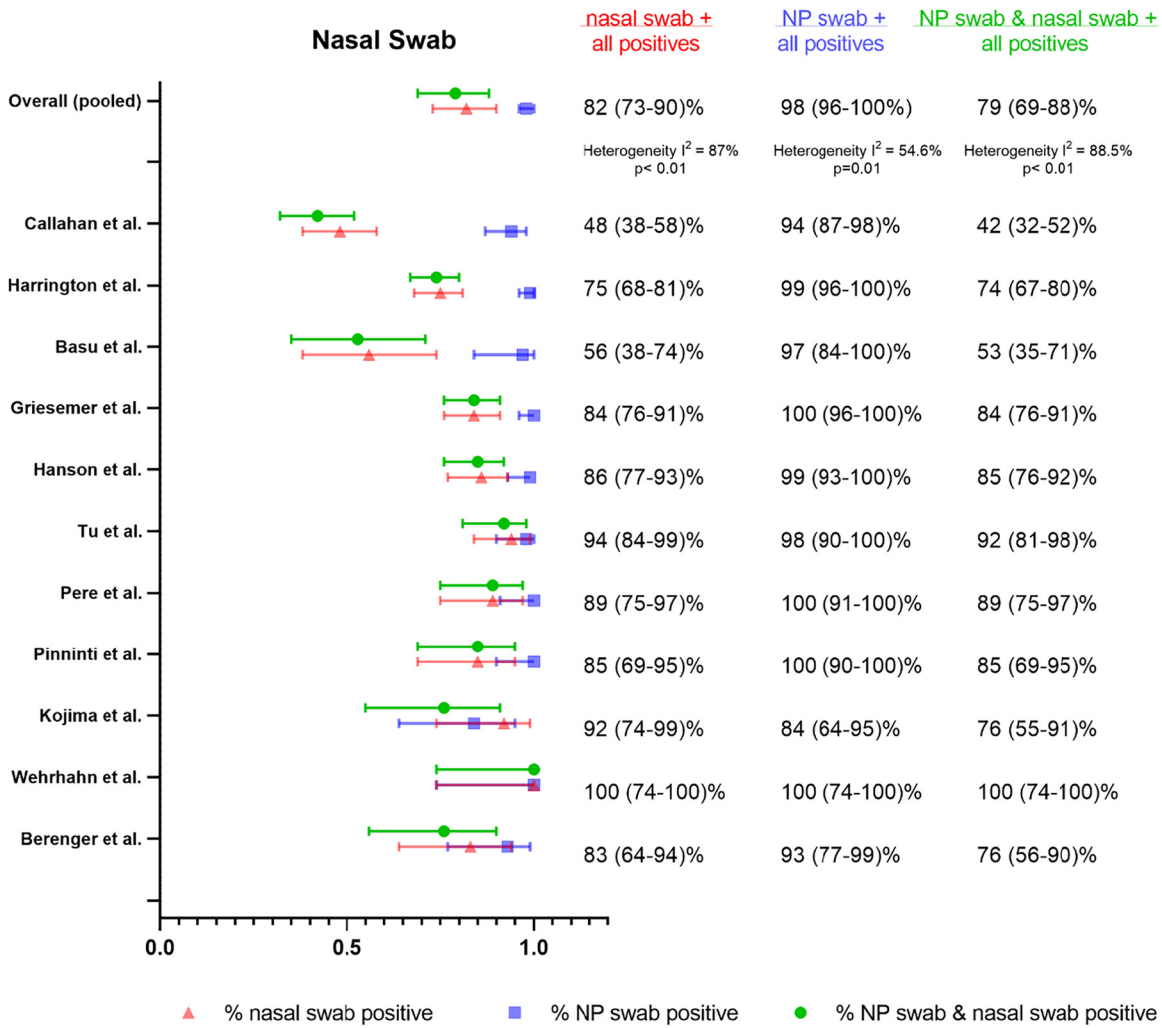 Nasal Swab
nasal swab +
all positives
NP swab +
all positives
NP swab & nasal swab +
all positives
Overall (pooled) 82 (73-90)% 98 (96-100%) 79 (69-88)%
Heterogeneity I² = 87%
p< 0.01
Heterogeneity I² = 54.6%
p=0.01
Heterogeneity I² = 88.5%
p< 0.01
Callahan et al. 48 (38-58)% 94 (87-98)% 42 (32-52)%
Harrington et al. 75 (68-81)% 99 (96-100)% 74 (67-80)%
Basu et al. 56 (38-74)% 97 (84-100)% 53 (35-71)%
Griesemer et al. 84 (76-91)% 100 (96-100)% 84 (76-91)%
Hanson et al. 86 (77-93)% 99 (93-100)% 85 (76-92)%
Tu et al. 94 (84-99)% 98 (90-100)% 92 (81-98)%
Pere et al. 89 (75-97)% 100 (91-100)% 89 (75-97)%
Pinninti et al. 85 (69-95)% 100 (90-100)% 85 (69-95)%
Kojima et al. 92 (74-99)% 84 (64-95)% 76 (55-91)%
Wehrhahn et al. 100 (74-100)% 100 (74-100)% 100 (74-100)%
Berenger et al. 83 (64-94)% 93 (77-99)% 76 (56-90)%
0.0 0.5 1.0
% nasal swab positive % NP swab positive % NP swab & nasal swab positive